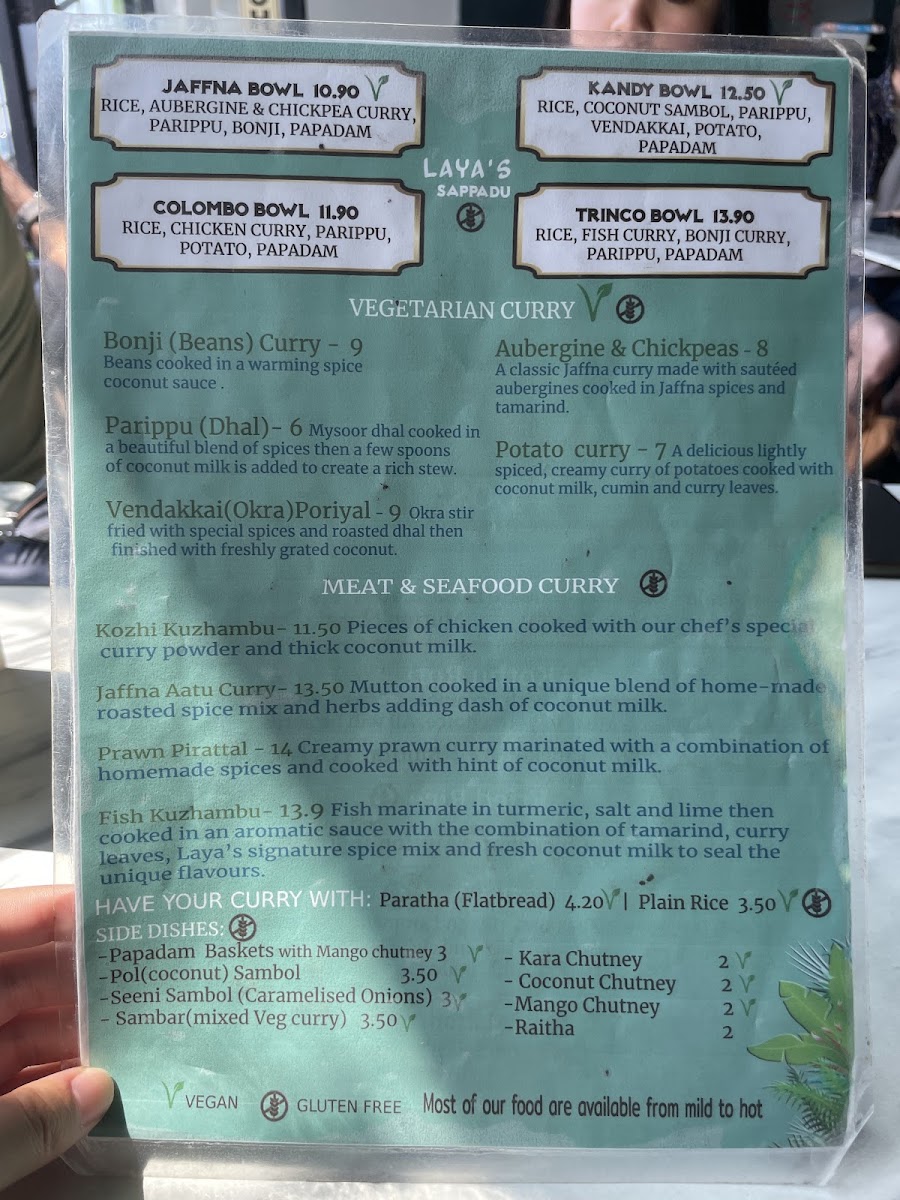 JAFFNA BOWL 10.90
RICE, AUBERGINE & CHICKPEA CURRY,
PARIPPU, BONJI, PAPADAM
KANDY BOWL 12.50
RICE, COCONUT SAMBOL, PARIPPU,
VENDAKKAI, POTATO,
PAPADAM
LAYA'S
SAPPADU
COLOMBO BOWL 11.90
RICE, CHICKEN CURRY, PARIPPU,
POTATO, PAPADAM
TRINCO BOWL 13.90
RICE, FISH CURRY, BONJI CURRY,
PARIPPU, PAPADAM
VEGETARIAN CURRY
Bonji (Beans) Curry - 9
Beans cooked in a warming spice
coconut sauce .
Parippu (Dhal)- 6 Mysoor dhal cooked in
a beautiful blend of spices then a few spoons
of coconut milk is added to create a rich stew.
Vendakkai(Okra)Poriyal - 9 Okra stir
fried with special spices and roasted dhal then
finished with freshly grated coconut.
Aubergine & Chickpeas - 8
A classic Jaffna curry made with sautéed
aubergines cooked in Jaffna spices and
tamarind.
Potato curry - 7 A delicious lightly
spiced, creamy curry of potatoes cooked with
coconut milk, cumin and curry leaves.
MEAT & SEAFOOD CURRY
Kozhi Kuzhambu- 11.50 Pieces of chicken cooked with our chef's special
curry powder and thick coconut milk.
Jaffna Aatu Curry- 13.50 Mutton cooked in a unique blend of home-made
roasted spice mix and herbs adding dash of coconut milk.
Prawn Pirattal - 14 Creamy prawn curry marinated with a combination of
homemade spices and cooked with hint of coconut milk.
Fish Kuzhambu- 13.9 Fish marinate in turmeric, salt and lime then
cooked in an aromatic sauce with the combination of tamarind, curry
leaves, Laya's signature spice mix and fresh coconut milk to seal the
unique flavours.
HAVE YOUR CURRY WITH: Paratha (Flatbread) 4.20 | Plain Rice 3.50
SIDE DISHES:
-Papadam Baskets with Mango chutney 3
-Pol(coconut) Sambol 3.50
-Seeni Sambol (Caramelised Onions) 3
- Sambar(mixed Veg curry) 3.50
- Kara Chutney 2
- Coconut Chutney 2
-Mango Chutney 2
-Raitha 2
VEGAN
GLUTEN FREE
Most of our food are available from mild to hot